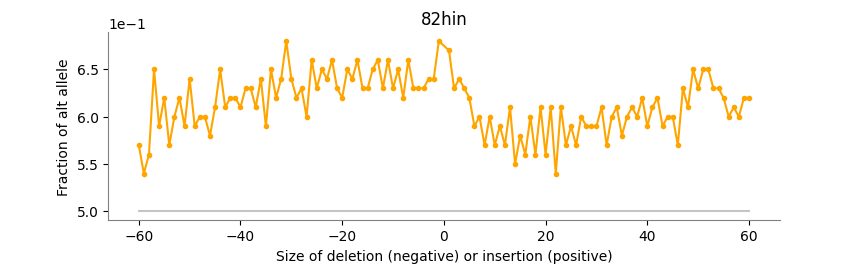 82hin
1e−1
6.5
6.0
5.5
5.0
Fraction of alt allele
−60 −40 −20 0 20 40 60
Size of deletion (negative) or insertion (positive)